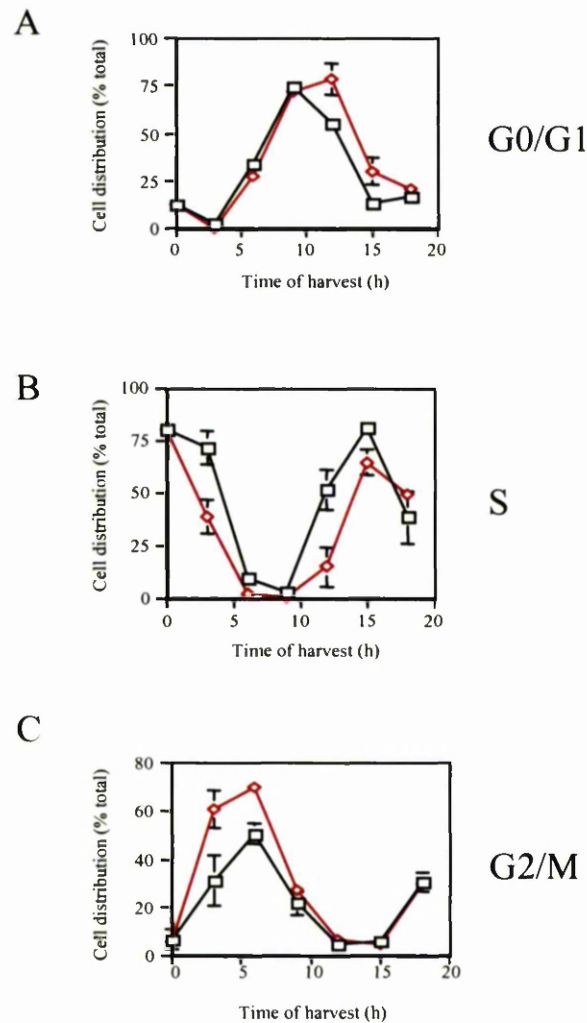 A
Cell distribution (% total)
100
75
50
25
0
0 5 10 15 20
Time of harvest (h)
G0/G1
B
Cell distribution (% total)
100
75
50
25
0
0 5 10 15 20
Time of harvest (h)
S
C
Cell distribution (% total)
80
60
40
20
0
0 5 10 15 20
Time of harvest (h)
G2/M